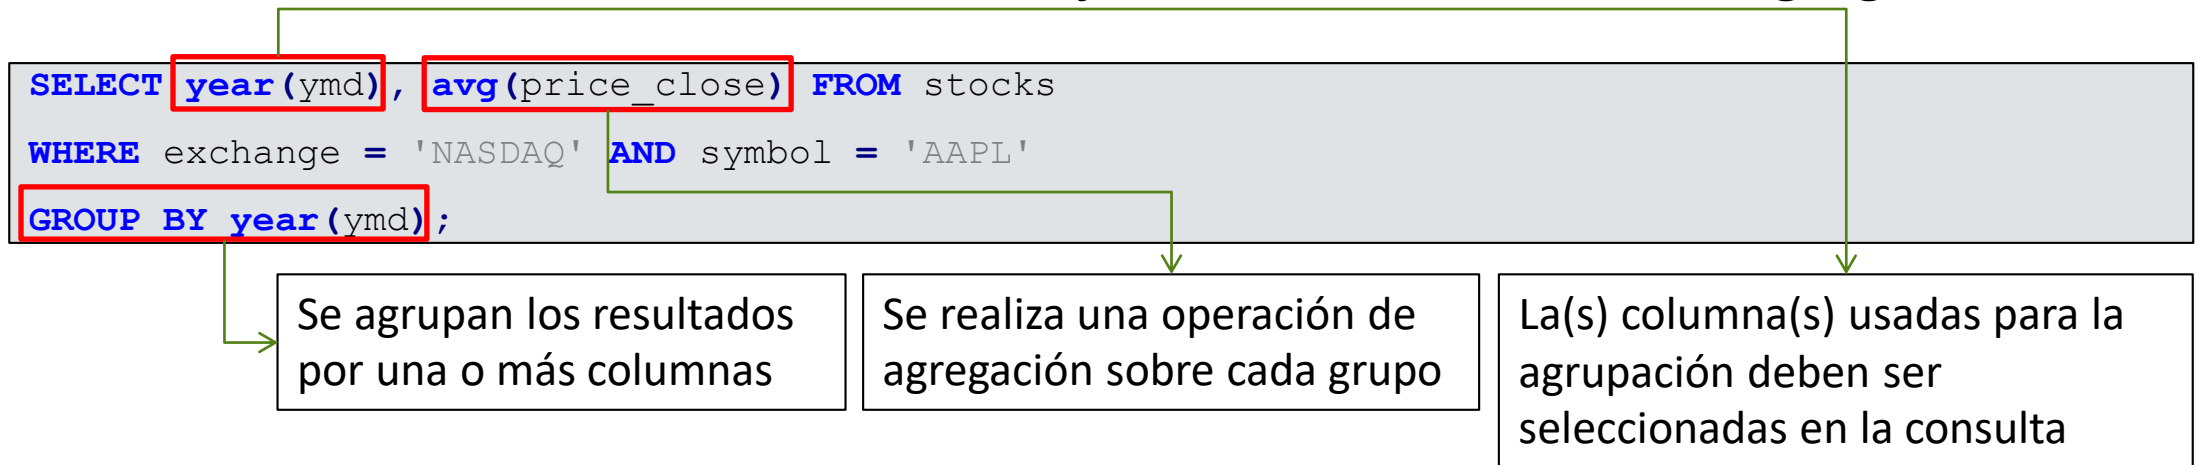 SELECT year(ymd), avg(price_close) FROM stocks
WHERE exchange = 'NASDAQ' AND symbol = 'AAPL'
GROUP BY year(ymd);
Se agrupan los resultados
por una o más columnas
Se realiza una operación de
agregación sobre cada grupo
La(s) columna(s) usadas para la
agrupación deben ser
seleccionadas en la consulta